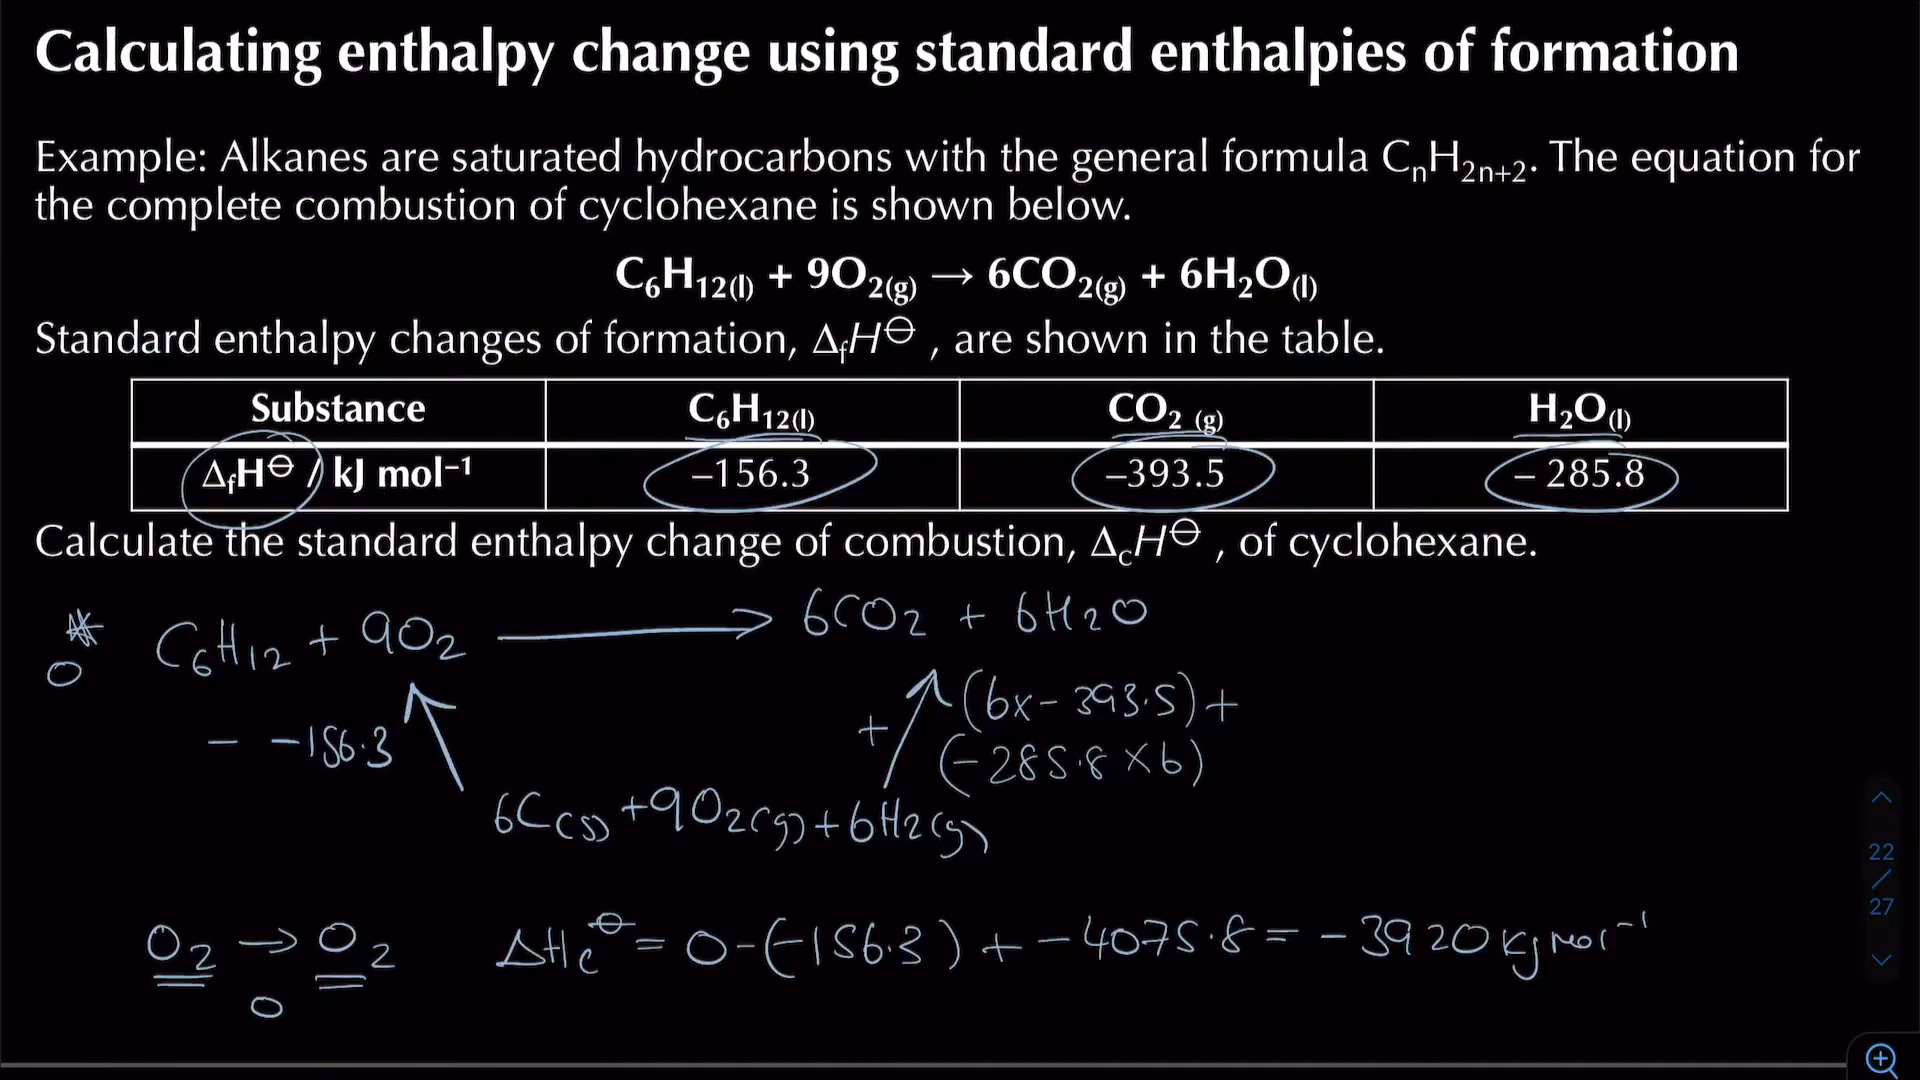 Calculating enthalpy change using standard enthalpies of formation
Example: Alkanes are saturated hydrocarbons with the general formula CₙH₂ₙ₊₂. The equation for
the complete combustion of cyclohexane is shown below.
C₆H₁₂(l) + 9O₂(g) → 6CO₂(g) + 6H₂O(l)
Standard enthalpy changes of formation, ΔfH⦵ , are shown in the table.
Substance C₆H₁₂(l) CO₂ (g) H₂O(l)
ΔfH⦵ / kJ mol⁻¹ –156.3 –393.5 – 285.8
Calculate the standard enthalpy change of combustion, ΔcH⦵ , of cyclohexane.
* C₆H₁₂ + 9O₂ → 6CO₂ + 6H₂O
O
(6x-393.5)+
- -156.3 + (-285.8 x6)
6C(s) +9O₂(g)+6H₂(g)
O₂ → O₂ ΔHc⦵ = 0-(-156.3) + -4075.8 = -3920 kJ mol⁻¹
O
22
/
27